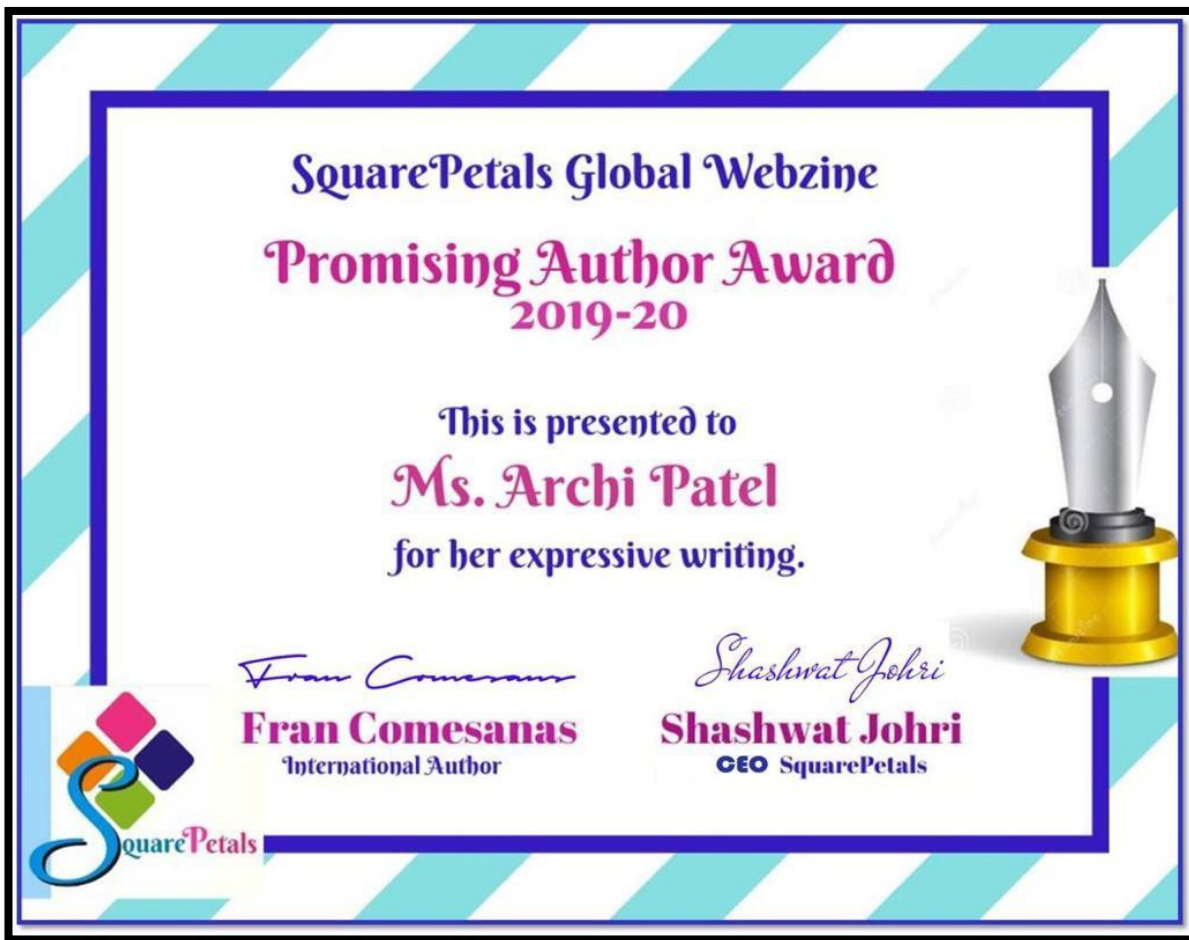 SquarePetals Global Webzine
Promising Author Award
2019-20
This is presented to
Ms. Archi Patel
for her expressive writing.
Fran Comesanas
Shashwat Johri
Fran Comesanas
Shashwat Johri
International Author
CEO SquarePetals
SquarePetals